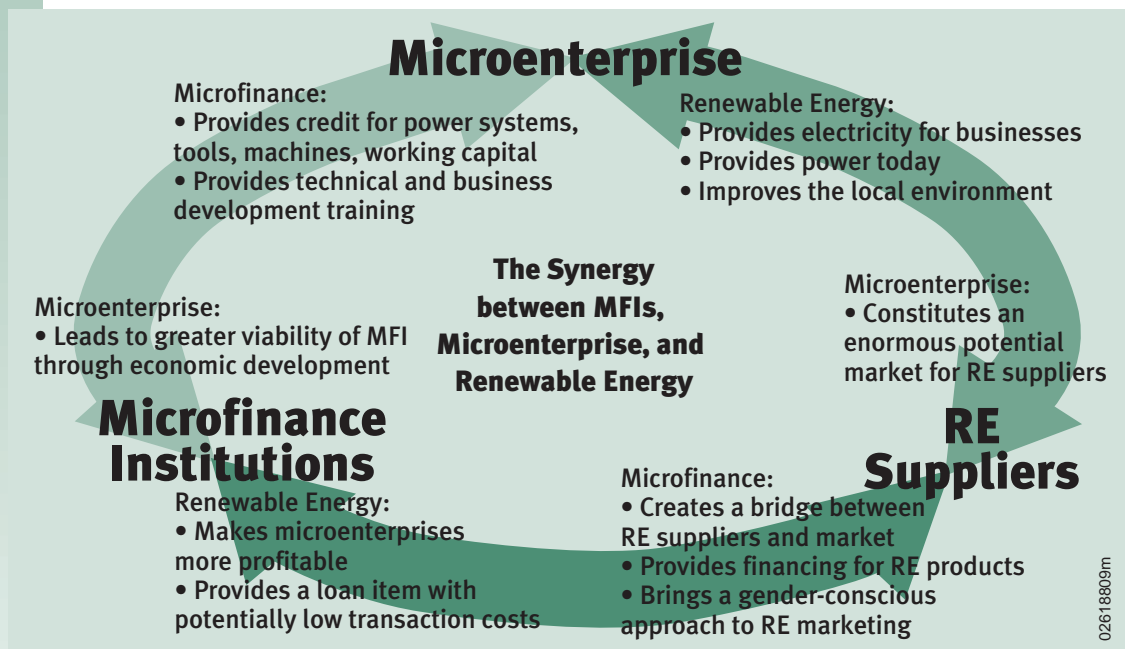 Microenterprise
Microfinance:
• Provides credit for power systems,
tools, machines, working capital
• Provides technical and business
development training
Renewable Energy:
• Provides electricity for businesses
• Provides power today
• Improves the local environment
The Synergy
between MFIs,
Microenterprise, and
Renewable Energy
Microenterprise:
• Leads to greater viability of MFI
through economic development
Microenterprise:
• Constitutes an
enormous potential
market for RE suppliers
Microfinance
Institutions
RE
Suppliers
Renewable Energy:
• Makes microenterprises
more profitable
• Provides a loan item with
potentially low transaction costs
Microfinance:
• Creates a bridge between
RE suppliers and market
• Provides financing for RE products
• Brings a gender-conscious
approach to RE marketing
02618809m